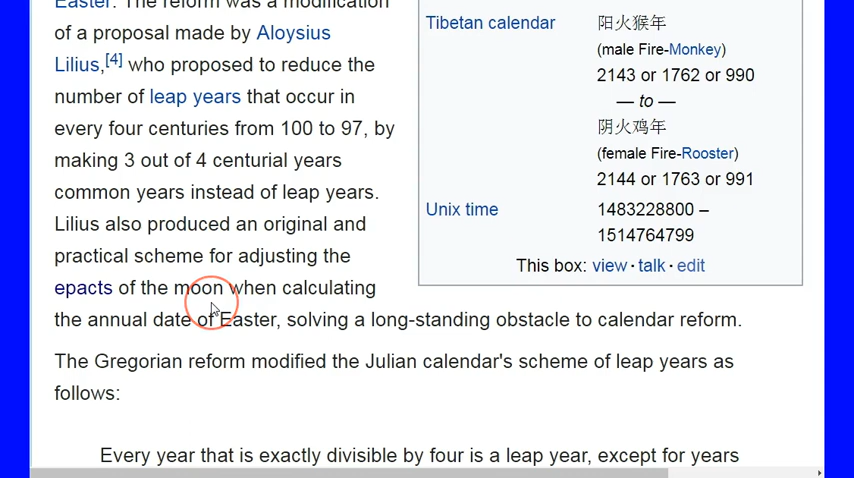 Easter. The reform was a modification
of a proposal made by Aloysius
Lilius,[4] who proposed to reduce the
number of leap years that occur in
every four centuries from 100 to 97, by
making 3 out of 4 centurial years
common years instead of leap years.
Lilius also produced an original and
practical scheme for adjusting the
epacts of the moon when calculating
the annual date of Easter, solving a long-standing obstacle to calendar reform.
The Gregorian reform modified the Julian calendar's scheme of leap years as
follows:
Every year that is exactly divisible by four is a leap year, except for years
Tibetan calendar 阳火猴年
(male Fire-Monkey)
2143 or 1762 or 990
— to —
阴火鸡年
(female Fire-Rooster)
2144 or 1763 or 991
Unix time 1483228800 –
1514764799
This box: view · talk · edit